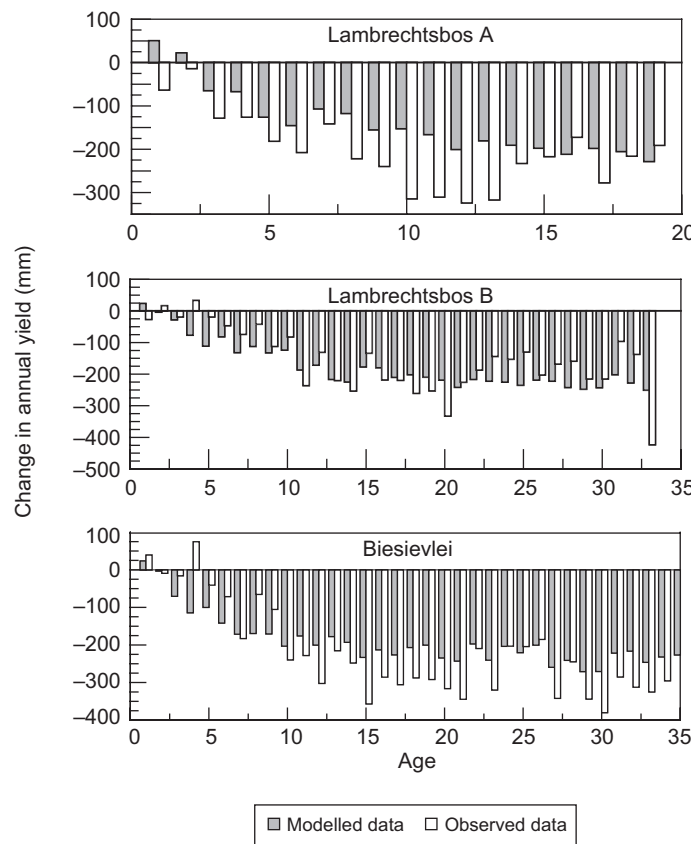 Change in annual yield (mm)
Lambrechtsbos A
100
0
–100
–200
–300
0 5 10 15 20
Lambrechtsbos B
100
0
–100
–200
–300
–400
–500
0 5 10 15 20 25 30 35
Biesievlei
100
0
–100
–200
–300
–400
0 5 10 15 20 25 30 35
Age
Modelled data Observed data